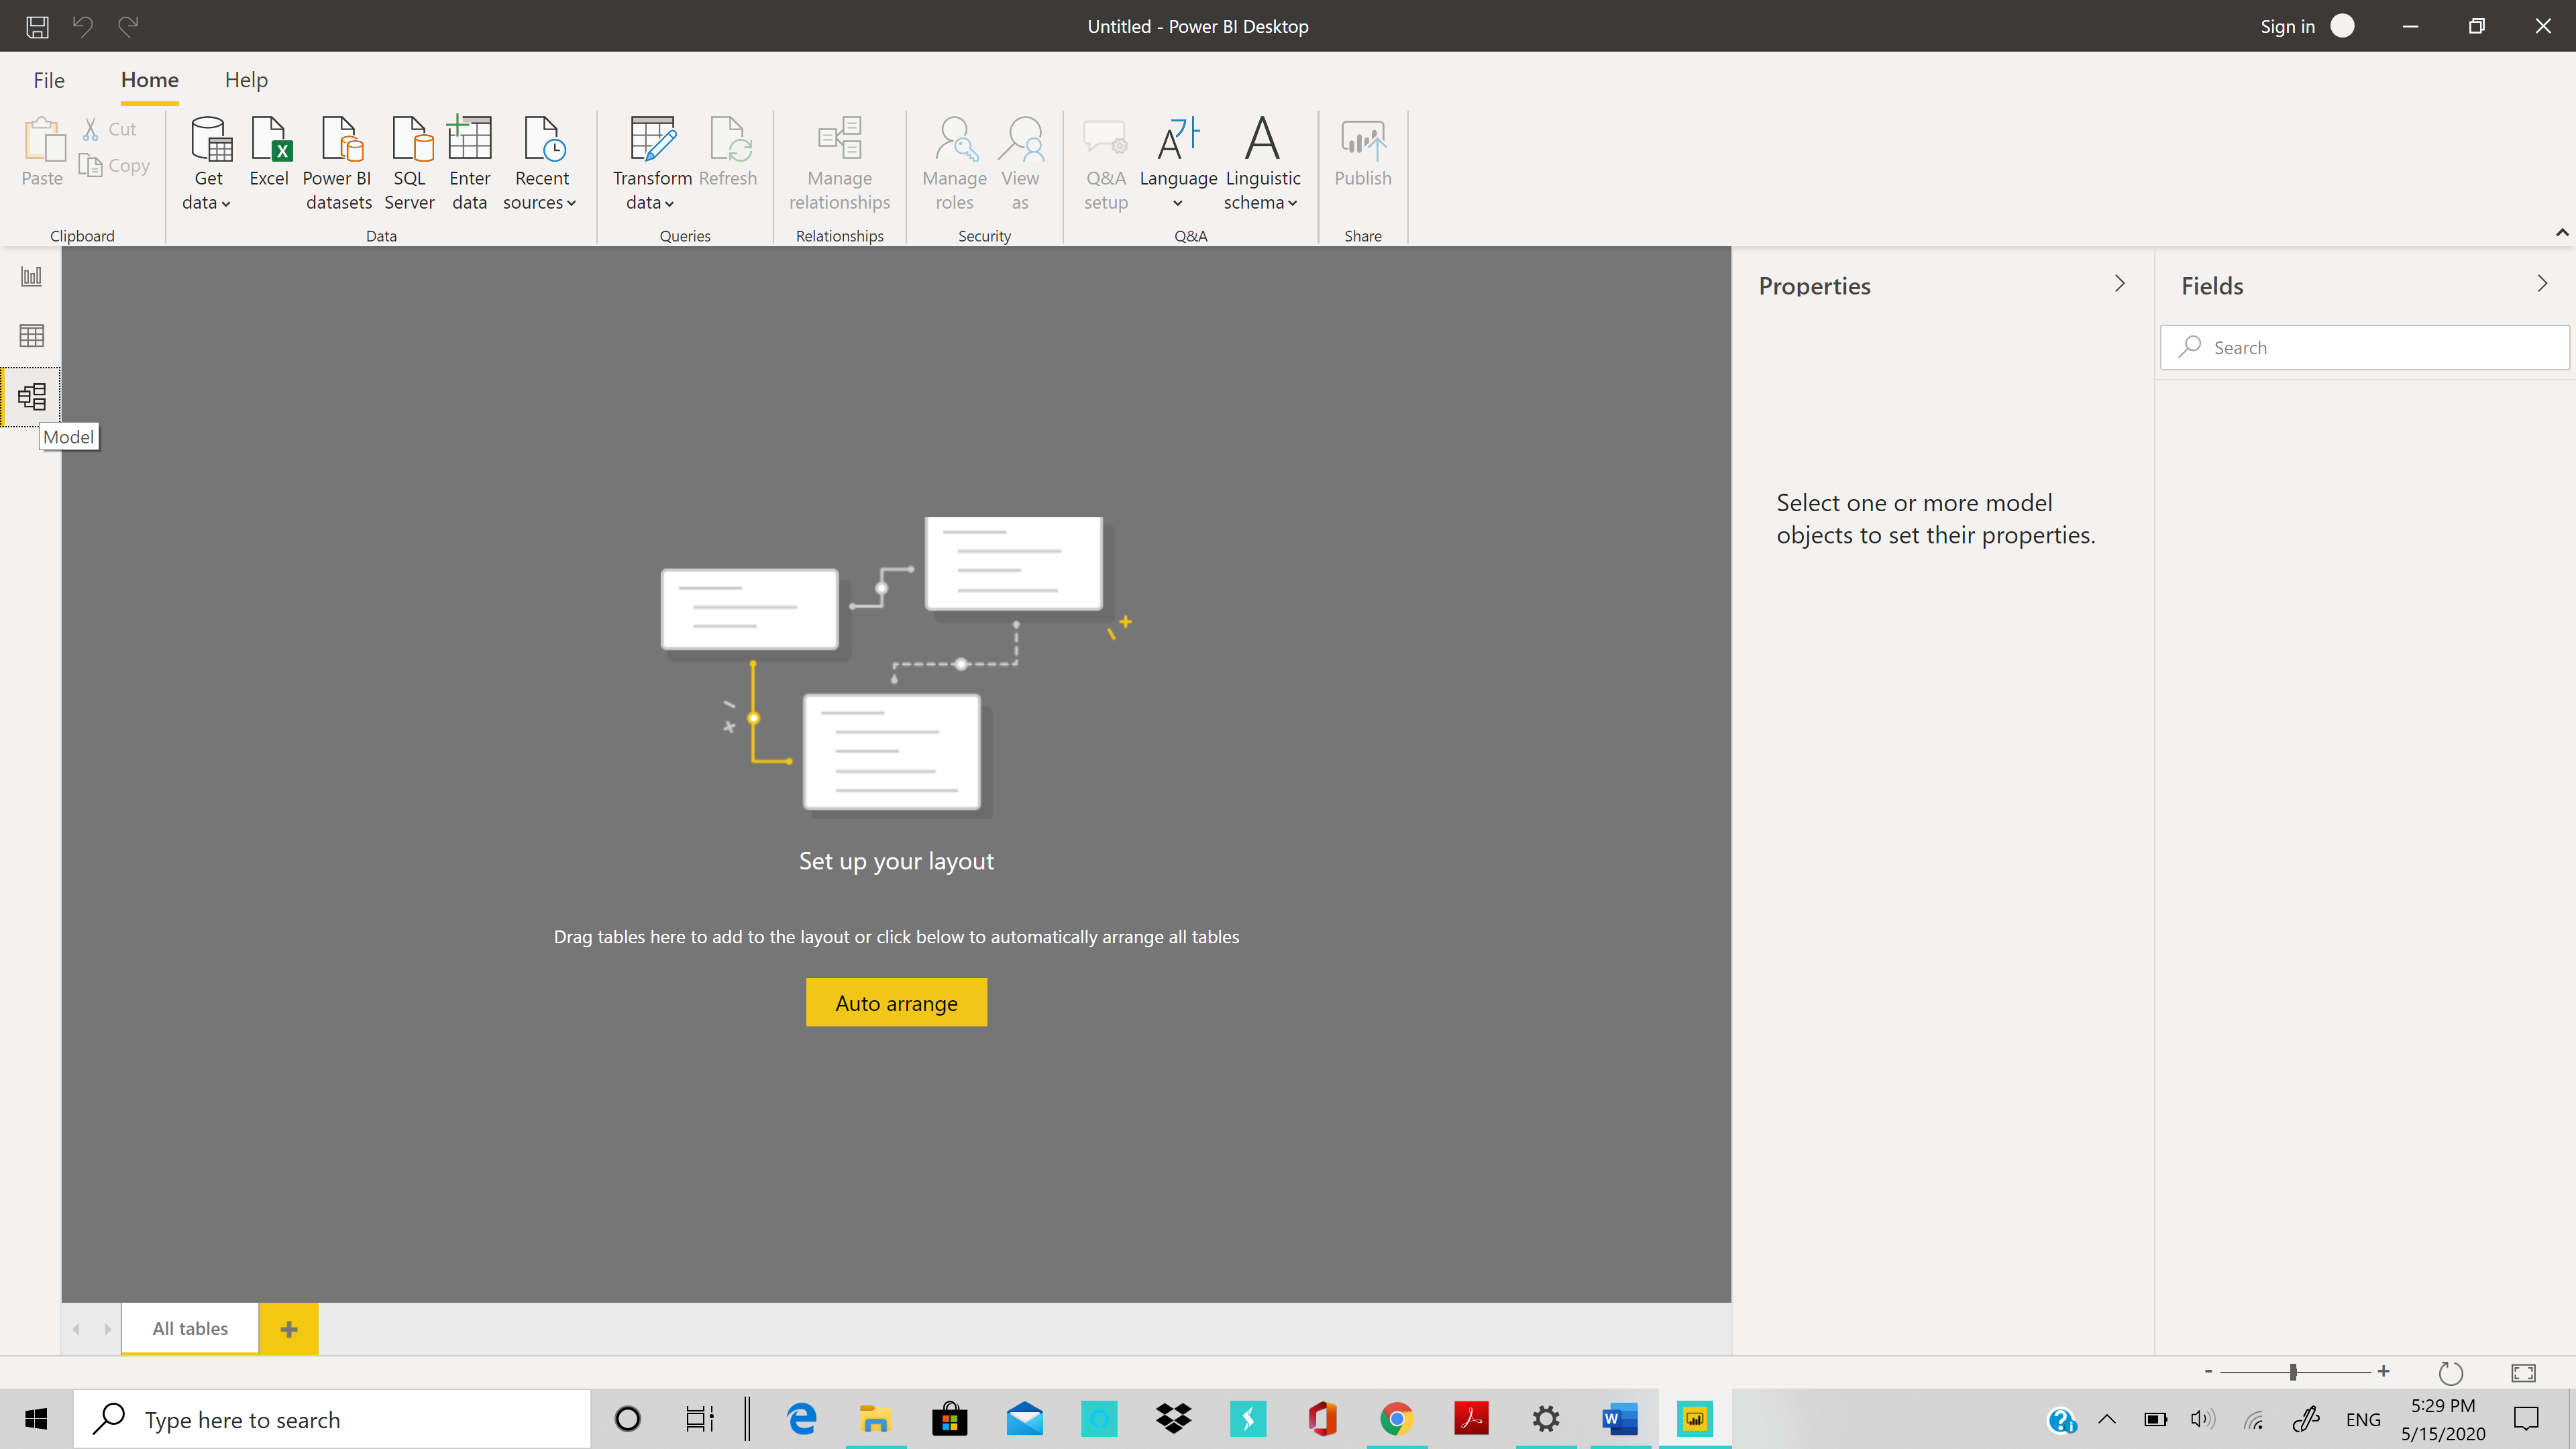 Untitled - Power BI Desktop
Sign in
File Home Help
Paste
Cut
Copy
Clipboard
Get data
Excel
Power BI datasets
SQL Server
Enter data
Recent sources
Data
Transform data
Refresh
Queries
Manage relationships
Relationships
Manage roles
View as
Security
Q&A setup
Language
Linguistic schema
Q&A
Publish
Share
Model
Properties
Select one or more model
objects to set their properties.
Fields
Search
Set up your layout
Drag tables here to add to the layout or click below to automatically arrange all tables
Auto arrange
All tables
Type here to search
ENG
5:29 PM
5/15/2020